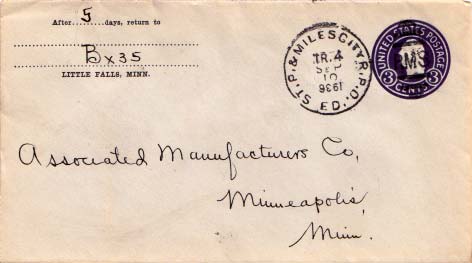 After 5 days, return to
Bx 35
LITTLE FALLS, MINN.
ST. P. & MILES CITY R.P.O.
TR. 4
SEP
10
1936
E.D.
UNITED STATES POSTAGE
RMS
3 CENTS 3
Associated Manufacturers Co,
Minneapolis,
Minn.